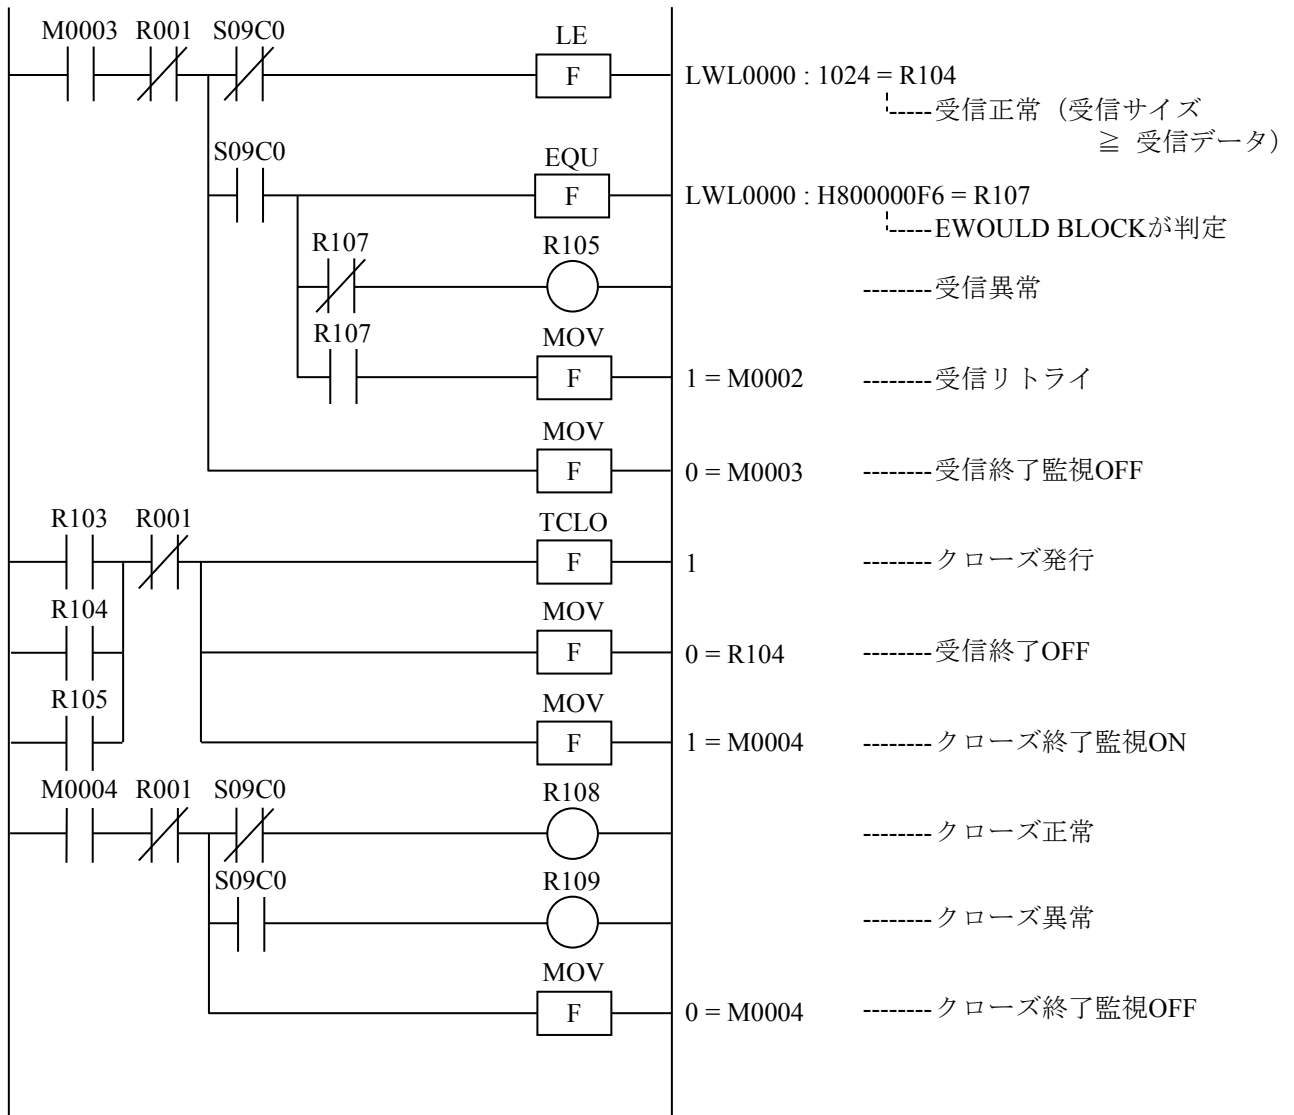 M0003 R001 S09C0 LE
F LWL0000 : 1024 = R104
-----受信正常（受信サイズ
≧ 受信データ）
S09C0 EQU
F LWL0000 : H800000F6 = R107
-----EWOULD BLOCKが判定
R107 R105
--------受信異常
R107 MOV
F 1 = M0002 --------受信リトライ
MOV
F 0 = M0003 --------受信終了監視OFF
R103 R001 TCLO
F 1 --------クローズ発行
R104 MOV
F 0 = R104 --------受信終了OFF
R105 MOV
F 1 = M0004 --------クローズ終了監視ON
M0004 R001 S09C0 R108
--------クローズ正常
S09C0 R109
--------クローズ異常
MOV
F 0 = M0004 --------クローズ終了監視OFF